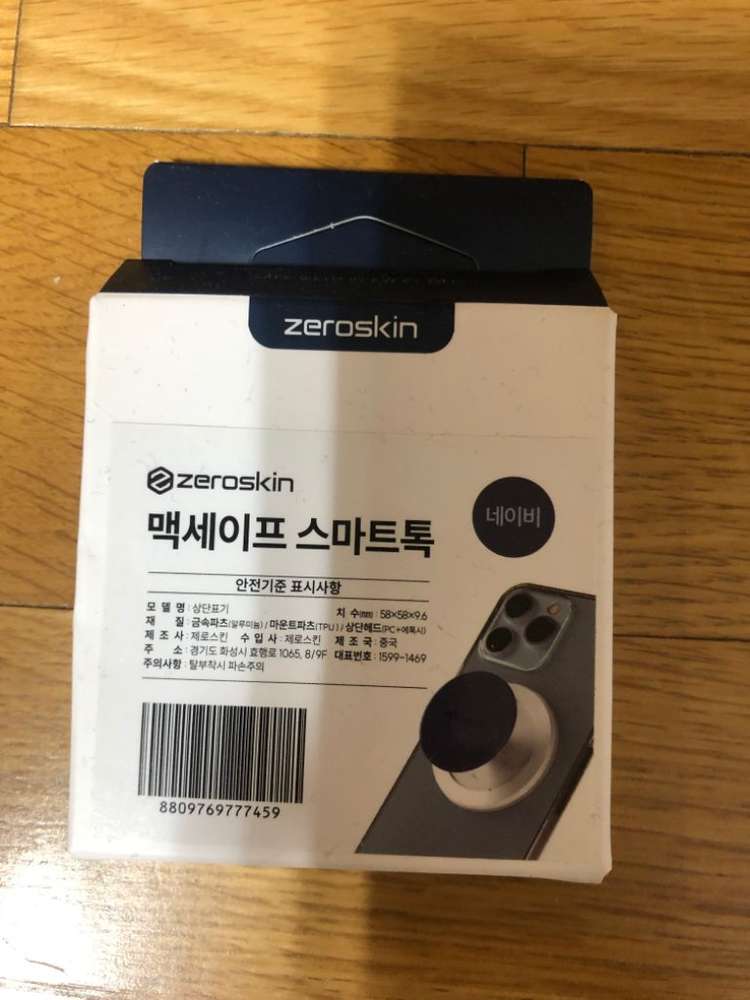 zeroskin
zeroskin
맥세이프 스마트톡
네이비
안전기준 표시사항
모 델 명 : 상단표기 치 수(mm) : 58×58×9.6
재 질 : 금속파츠(알루미늄) / 마운트파츠(TPU) / 상단헤드(PC+에폭시)
제 조 사 : 제로스킨 수 입 사 : 제로스킨 제 조 국 : 중국
주 소 : 경기도 화성시 효행로 1065, 8/9F 대표번호 : 1599-1469
주의사항 : 탈부착시 파손주의
8809769777459